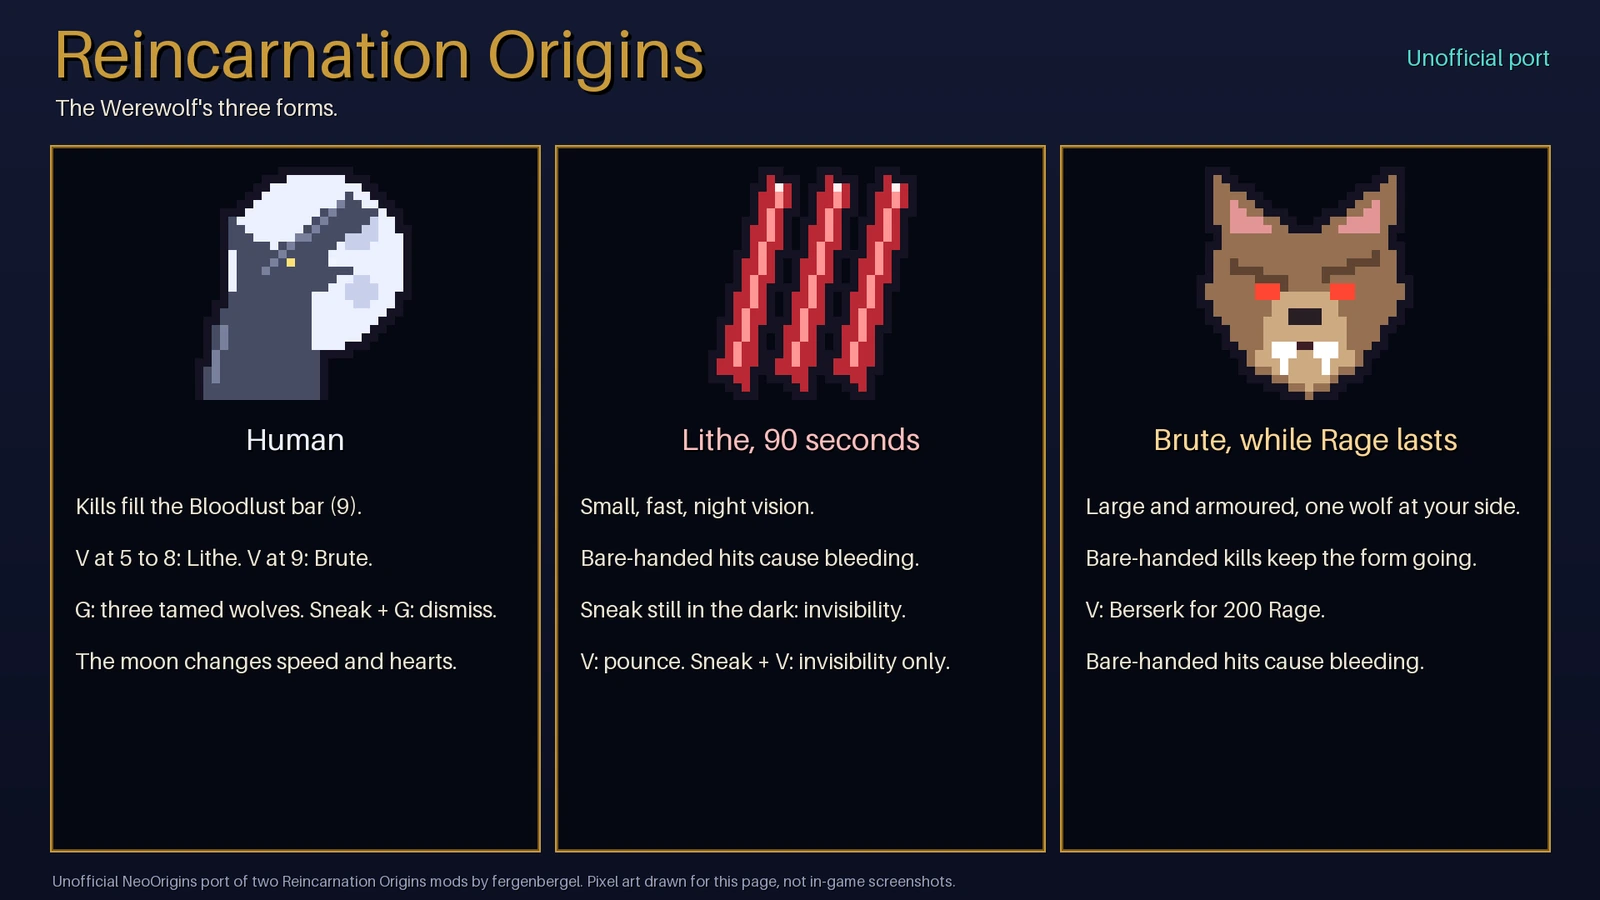 Reincarnation Origins
Unofficial port
The Werewolf's three forms.
Human
Kills fill the Bloodlust bar (9).
V at 5 to 8: Lithe. V at 9: Brute.
G: three tamed wolves. Sneak + G: dismiss.
The moon changes speed and hearts.
Lithe, 90 seconds
Small, fast, night vision.
Bare-handed hits cause bleeding.
Sneak still in the dark: invisibility.
V: pounce. Sneak + V: invisibility only.
Brute, while Rage lasts
Large and armoured, one wolf at your side.
Bare-handed kills keep the form going.
V: Berserk for 200 Rage.
Bare-handed hits cause bleeding.
Unofficial NeoOrigins port of two Reincarnation Origins mods by fergenbergel. Pixel art drawn for this page, not in-game screenshots.